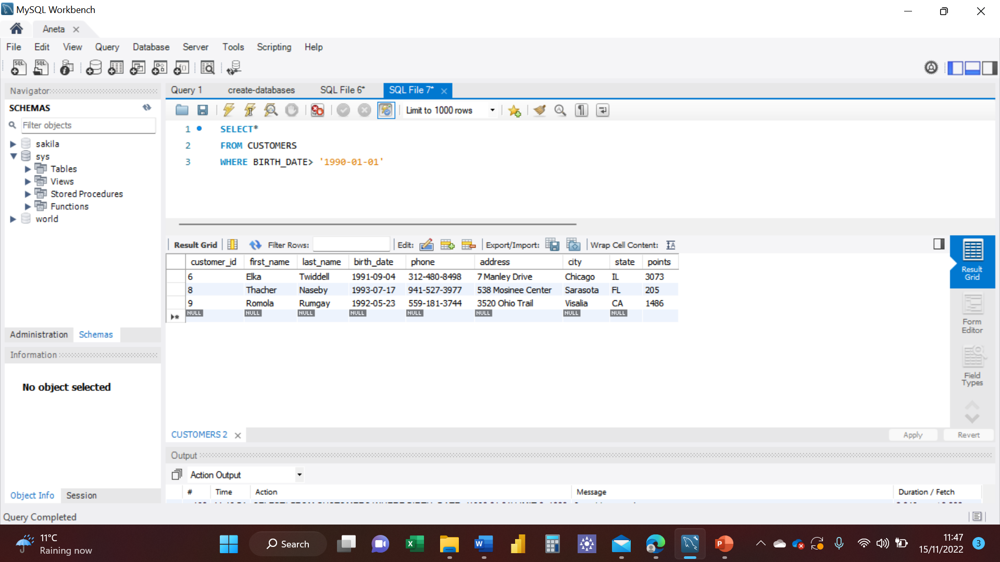 MySQL Workbench
Aneta
File Edit View Query Database Server Tools Scripting Help
Navigator
SCHEMAS
Filter objects
sakila
sys
Tables
Views
Stored Procedures
Functions
world
Administration Schemas
Information
No object selected
Object Info Session
Query 1 create-databases SQL File 6* SQL File 7*
Limit to 1000 rows
1 SELECT*
2 FROM CUSTOMERS
3 WHERE BIRTH_DATE> '1990-01-01'
Result Grid Filter Rows: Edit: Export/Import: Wrap Cell Content:
customer_id first_name last_name birth_date phone address city state points
6 Elka Twiddell 1991-09-04 312-480-8498 7 Manley Drive Chicago IL 3073
8 Thacher Naseby 1993-07-17 941-527-3977 538 Mosinee Center Sarasota FL 205
9 Romola Rumgay 1992-05-23 559-181-3744 3520 Ohio Trail Visalia CA 1486
NULL NULL NULL NULL NULL NULL NULL NULL
Result
Grid
Form
Editor
Field
Types
CUSTOMERS 2
Apply Revert
Output
Action Output
# Time Action Message Duration / Fetch
Query Completed
11°C
Raining now
Search
11:47
15/11/2022
3